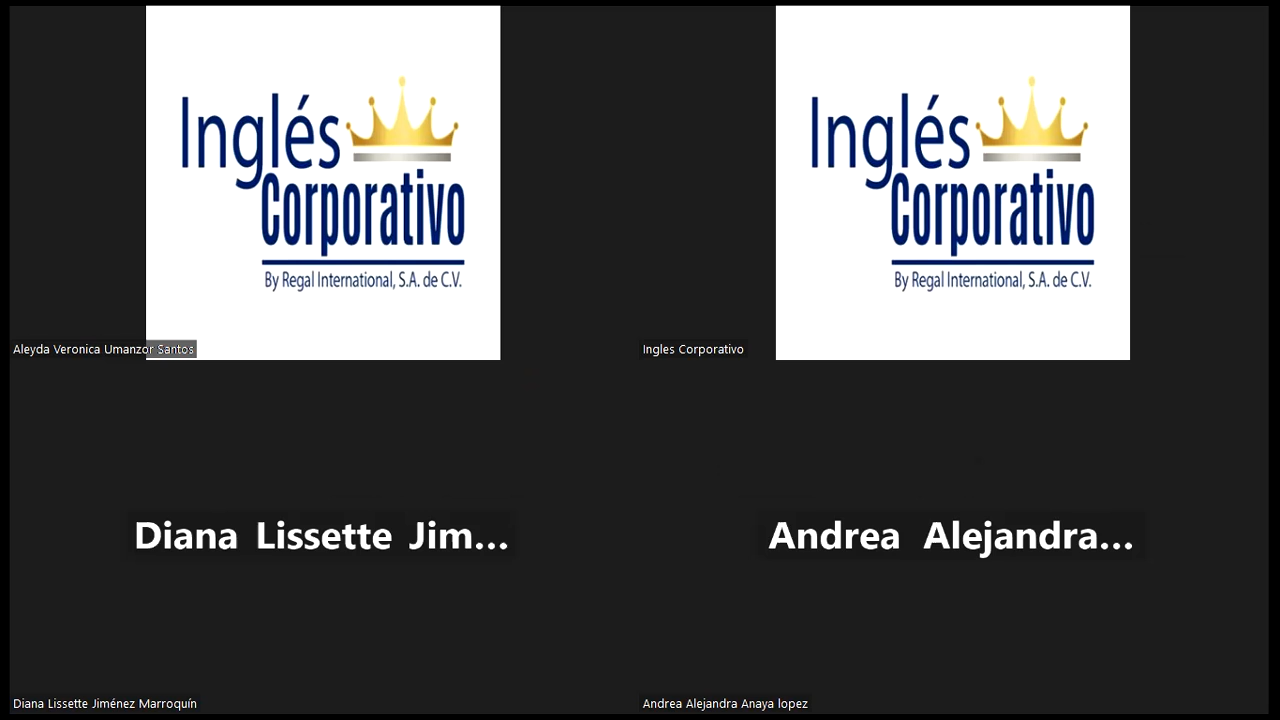 Inglés
Corporativo
By Regal International, S.A. de C.V.
Aleyda Veronica Umanzor Santos
Inglés
Corporativo
By Regal International, S.A. de C.V.
Ingles Corporativo
Diana Lissette Jim...
Diana Lissette Jiménez Marroquín
Andrea Alejandra...
Andrea Alejandra Anaya lopez